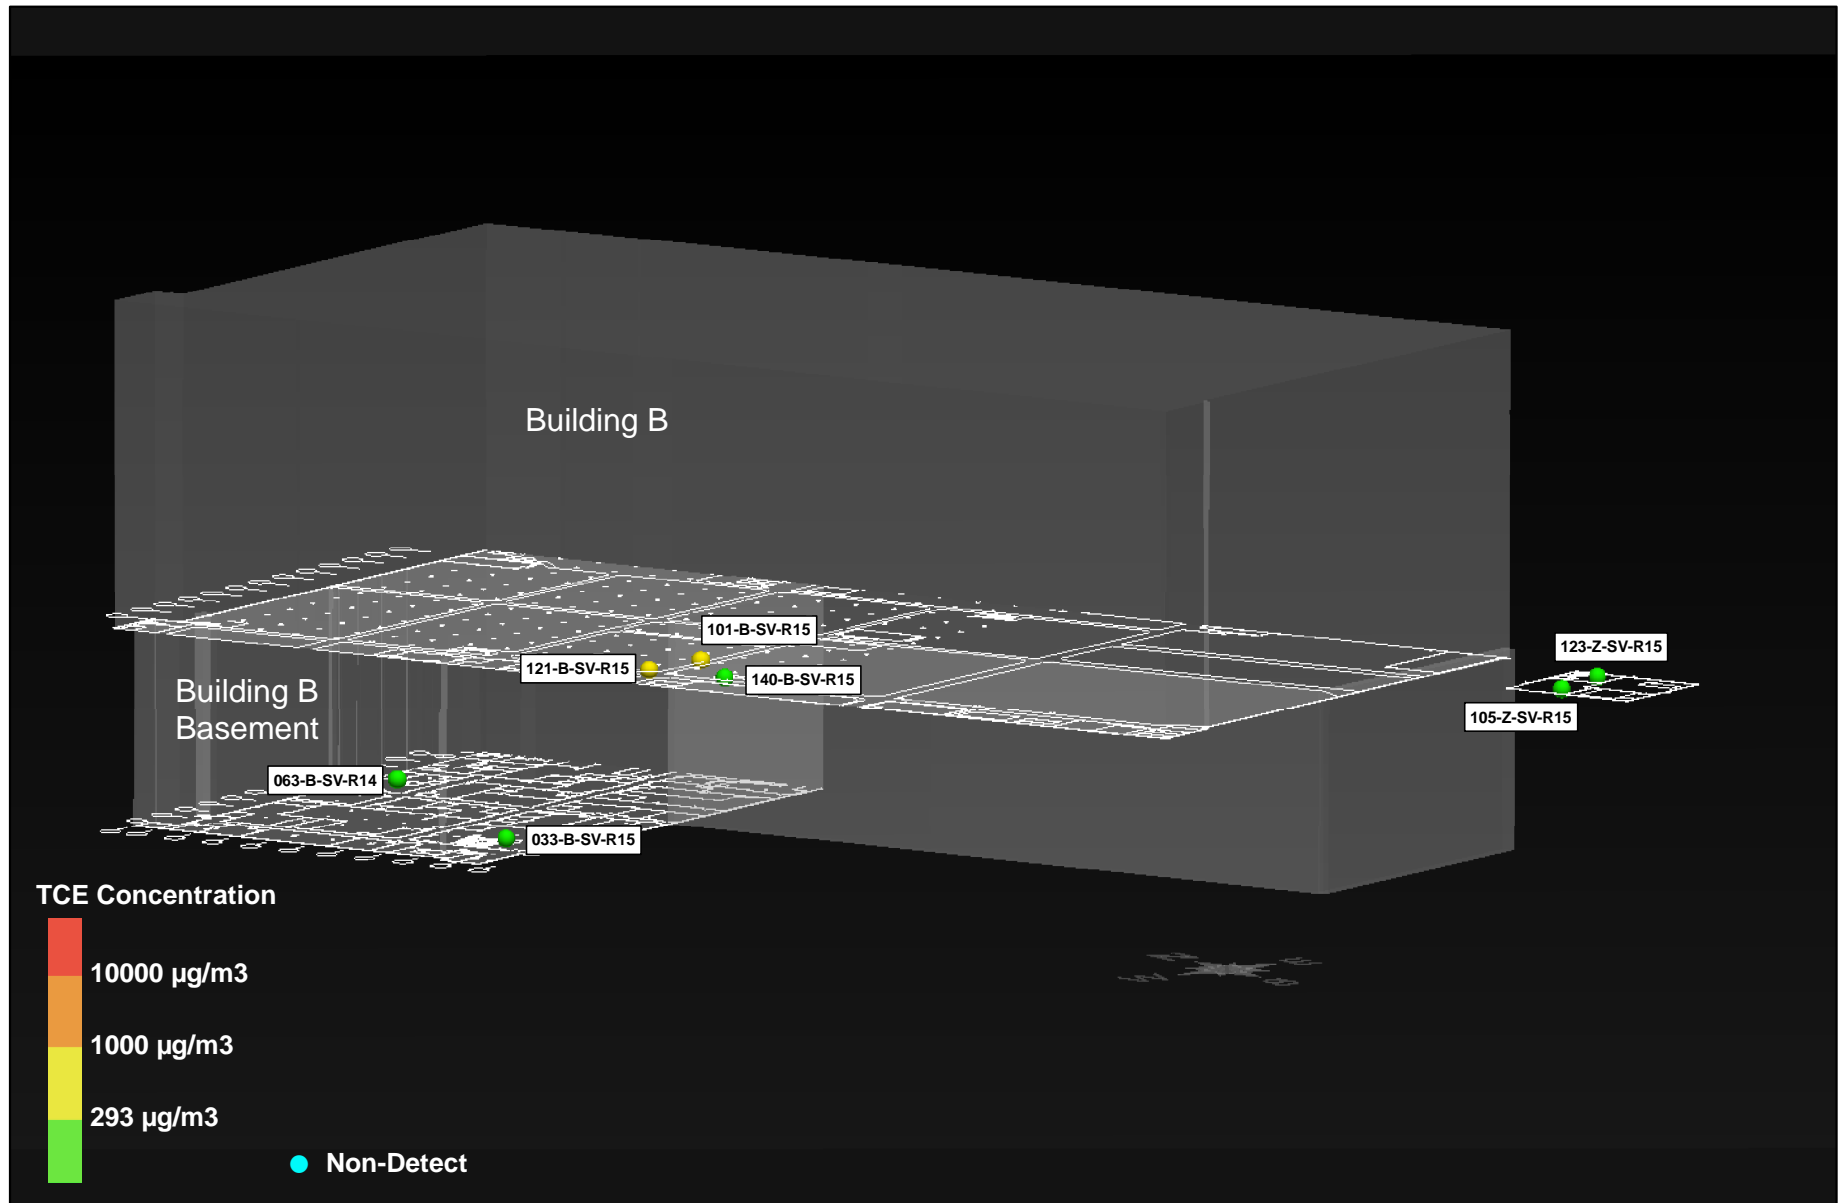 Building B
101-B-SV-R15
121-B-SV-R15
140-B-SV-R15
123-Z-SV-R15
105-Z-SV-R15
Building B
Basement
063-B-SV-R14
033-B-SV-R15
TCE Concentration
10000 µg/m3
1000 µg/m3
293 µg/m3
Non-Detect